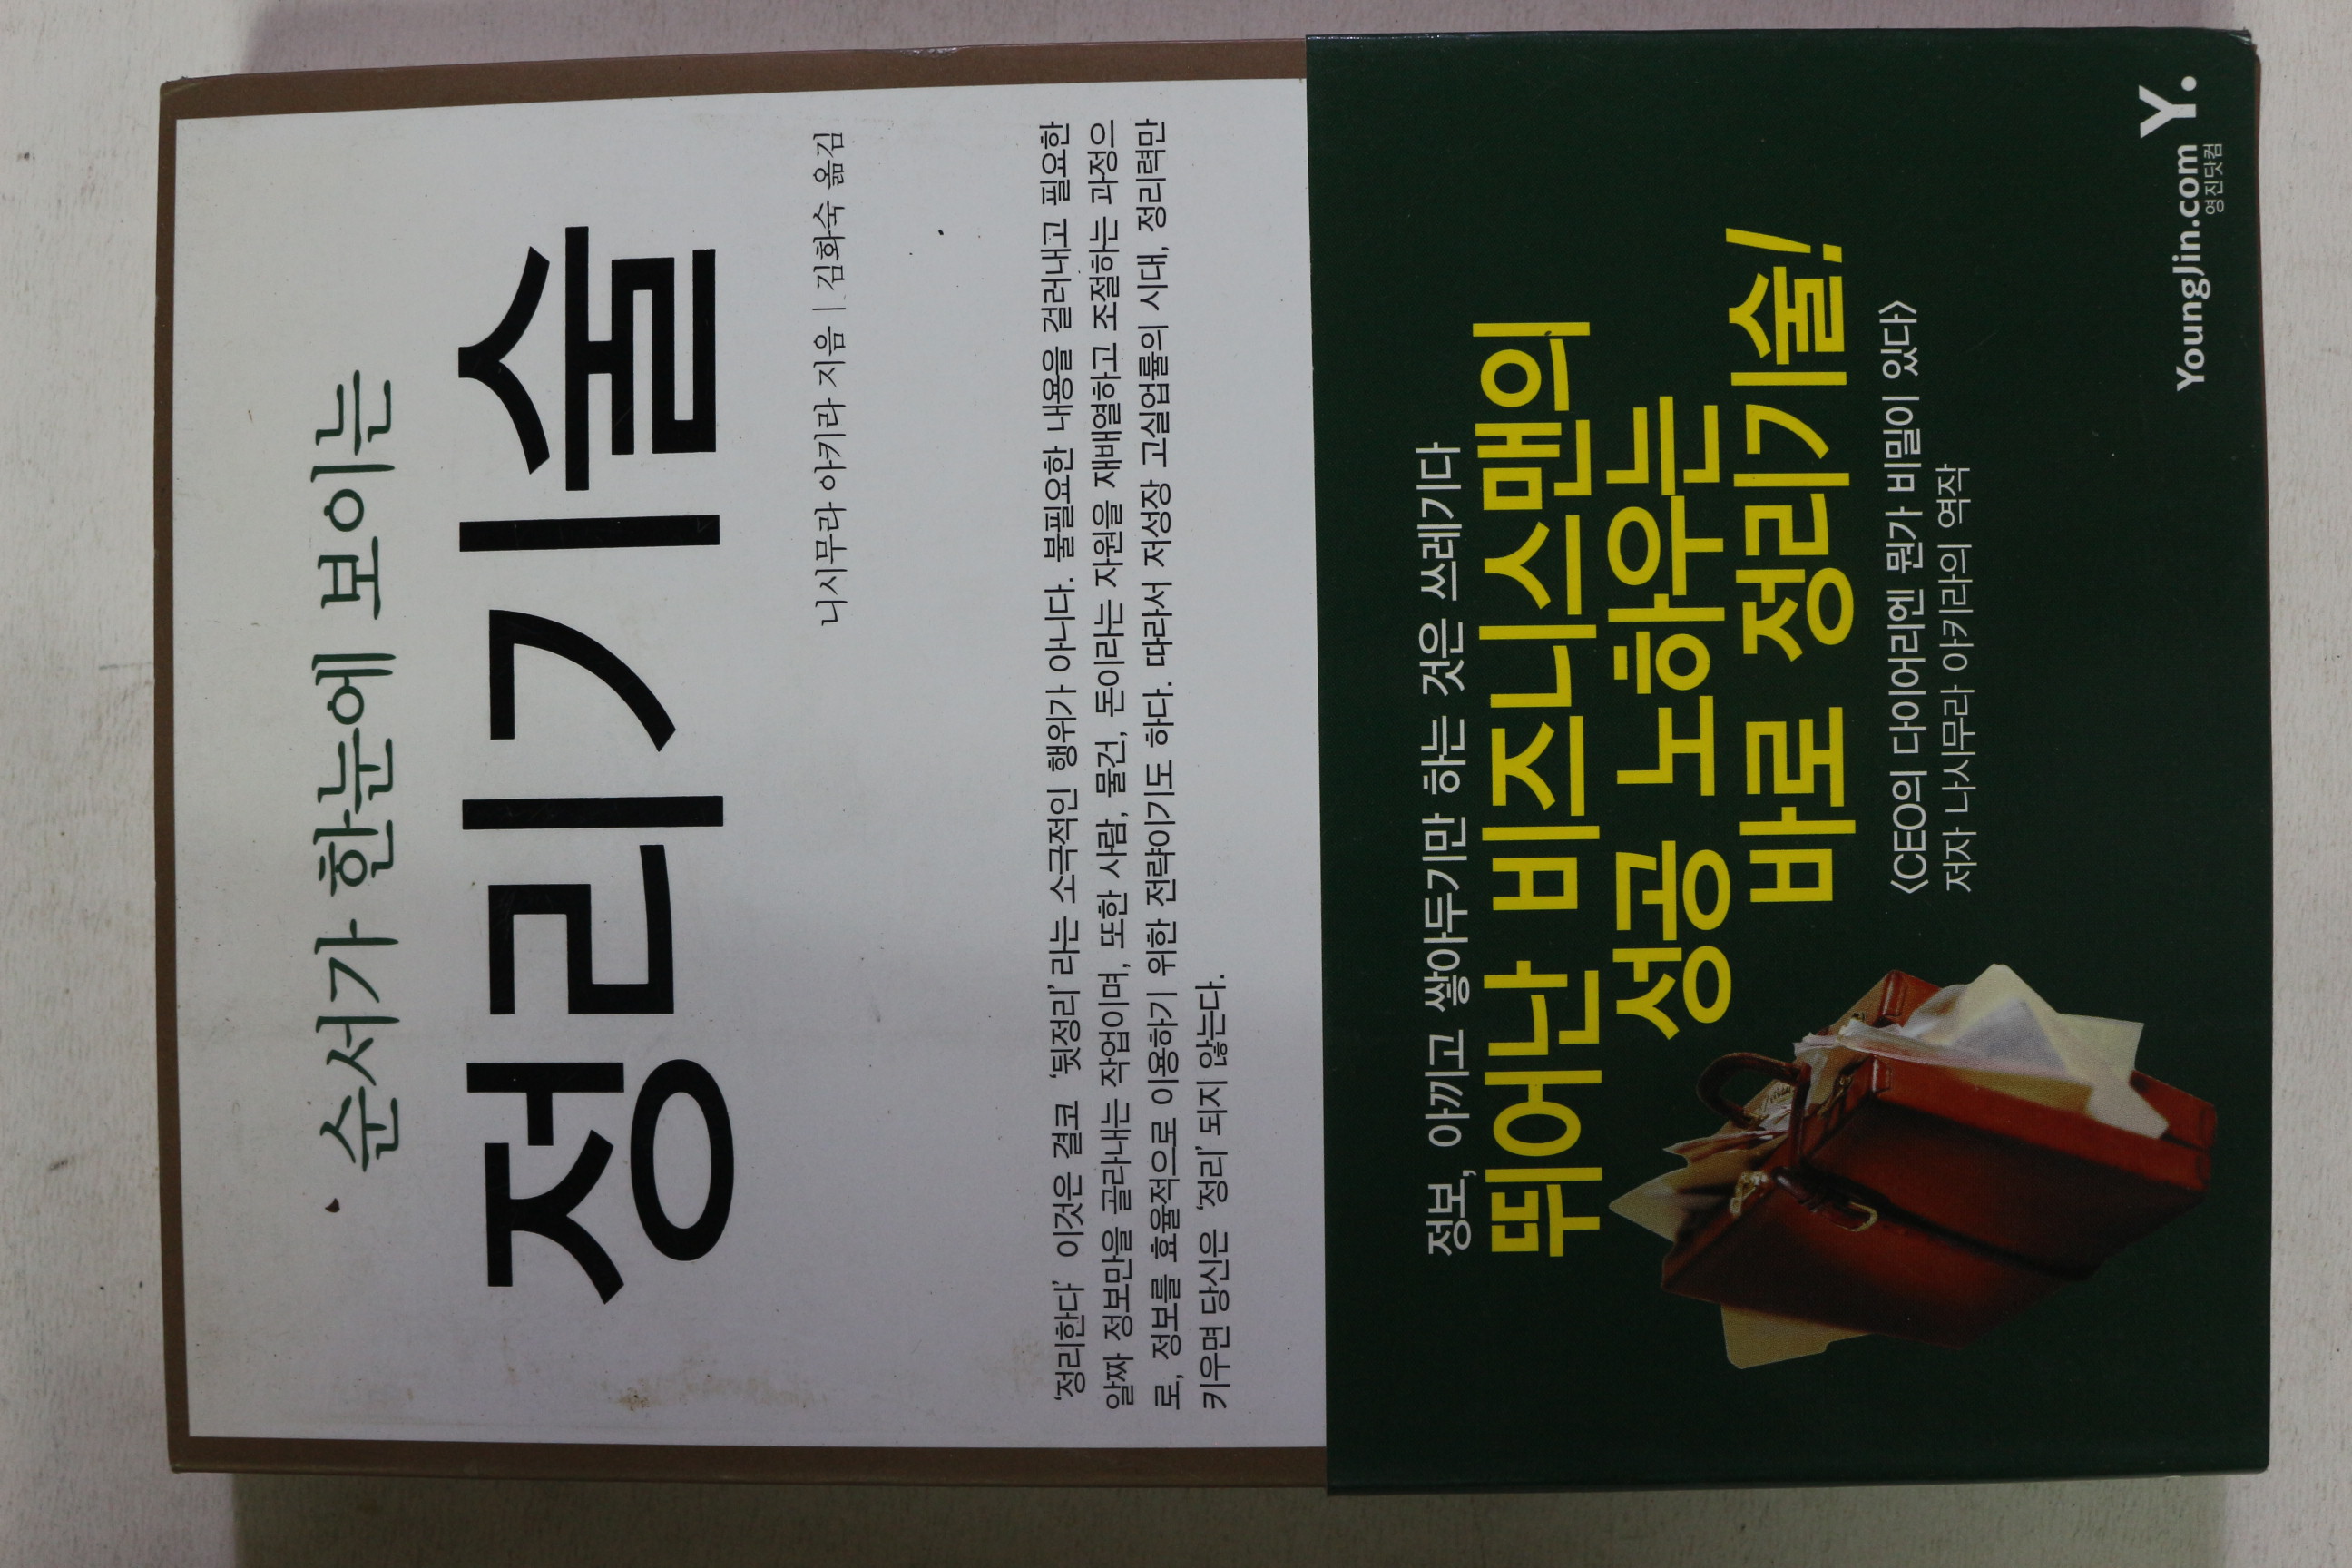 순서가 한눈에 보이는
정리기술
니시무라 아키라 지음 | 김화숙 옮김
‘정리한다’ 이것은 결코 ‘뒷정리’ 라는 소극적인 행위가 아니다. 불필요한 내용을 걸러내고 필요한
알짜 정보만을 골라내는 작업이며, 또한 사람, 물건, 돈이라는 자원을 재배열하고 조절하는 과정으
로, 정보를 효율적으로 이용하기 위한 전략이기도 하다. 따라서 저성장 고실업률의 시대, 정리력만
키우면 당신은 ‘정리’ 되지 않는다.
정보, 아끼고 쌓아두기만 하는 것은 쓰레기다
뛰어난 비즈니스맨의
성공 노하우는
바로 정리기술!
<CEO의 다이어리엔 뭔가 비밀이 있다>
저자 나시무라 아키라의 역작
YoungJin.com Y.
영진닷컴